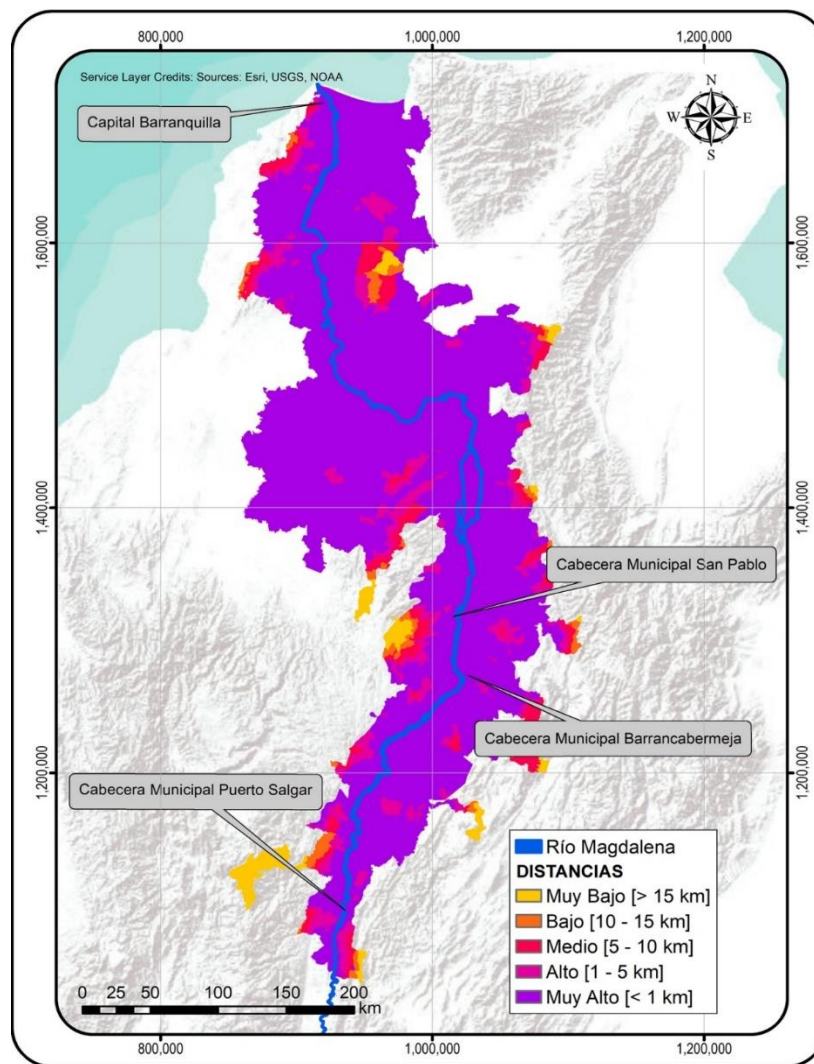 800,000 1,000,000 1,200,000
Service Layer Credits: Sources: Esri, USGS, NOAA
Capital Barranquilla
N
W E
S
1,600,000 1,600,000
1,400,000 1,400,000
Cabecera Municipal San Pablo
Cabecera Municipal Barrancabermeja
1,200,000 1,200,000
Cabecera Municipal Puerto Salgar
Río Magdalena
DISTANCIAS
Muy Bajo [> 15 km]
Bajo [10 - 15 km]
Medio [5 - 10 km]
Alto [1 - 5 km]
Muy Alto [< 1 km]
0 25 50 100 150 200
km
800,000 1,000,000 1,200,000